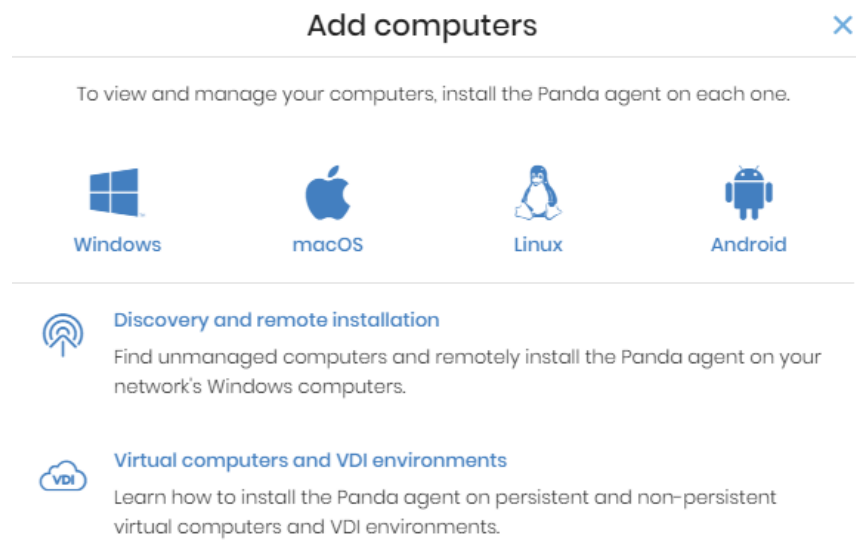 Add computers
To view and manage your computers, install the Panda agent on each one.
Windows
macOS
Linux
Android
Discovery and remote installation
Find unmanaged computers and remotely install the Panda agent on your
network's Windows computers.
VDI
Virtual computers and VDI environments
Learn how to install the Panda agent on persistent and non-persistent
virtual computers and VDI environments.